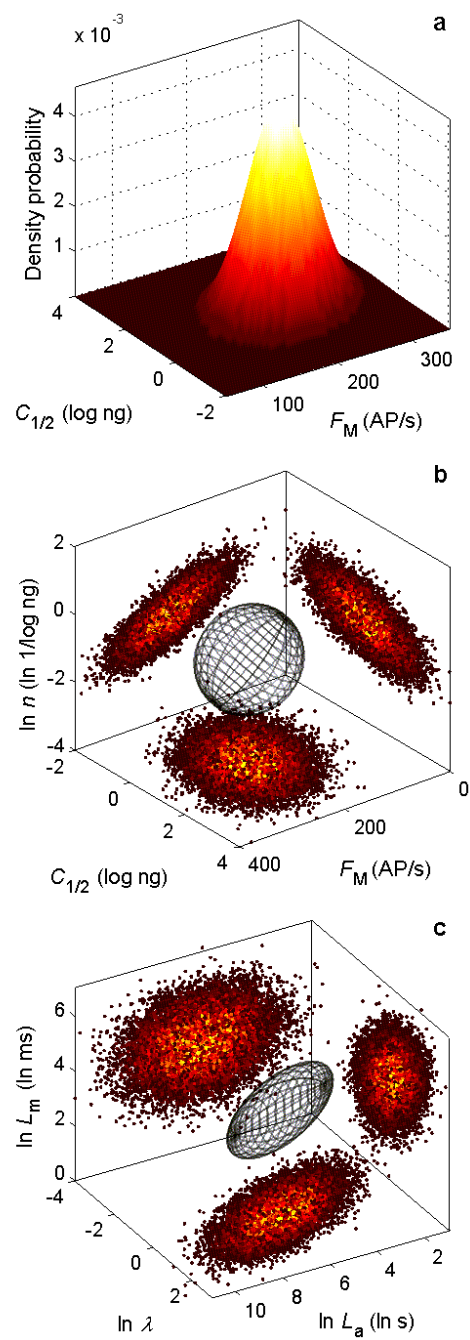 a
x 10⁻³
4
3
2
1
Density probability
4
2
0
-2
C1/2 (log ng)
100
200
300
FM (AP/s)
b
2
0
-2
-4
ln n (ln 1/log ng)
-2
0
2
4
C1/2 (log ng)
400
200
0
FM (AP/s)
c
6
4
2
0
ln Lm (ln ms)
-4
-2
0
2
ln λ
10
8
6
4
2
ln La (ln s)